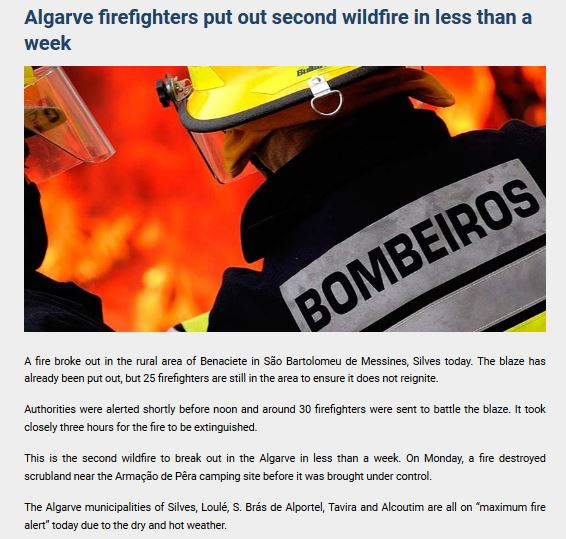 Algarve firefighters put out second wildfire in less than a
week
BOMBEIROS
A fire broke out in the rural area of Benaciete in São Bartolomeu de Messines, Silves today. The blaze has
already been put out, but 25 firefighters are still in the area to ensure it does not reignite.
Authorities were alerted shortly before noon and around 30 firefighters were sent to battle the blaze. It took
closely three hours for the fire to be extinguished.
This is the second wildfire to break out in the Algarve in less than a week. On Monday, a fire destroyed
scrubland near the Armação de Pêra camping site before it was brought under control.
The Algarve municipalities of Silves, Loulé, S. Brás de Alportel, Tavira and Alcoutim are all on “maximum fire
alert” today due to the dry and hot weather.